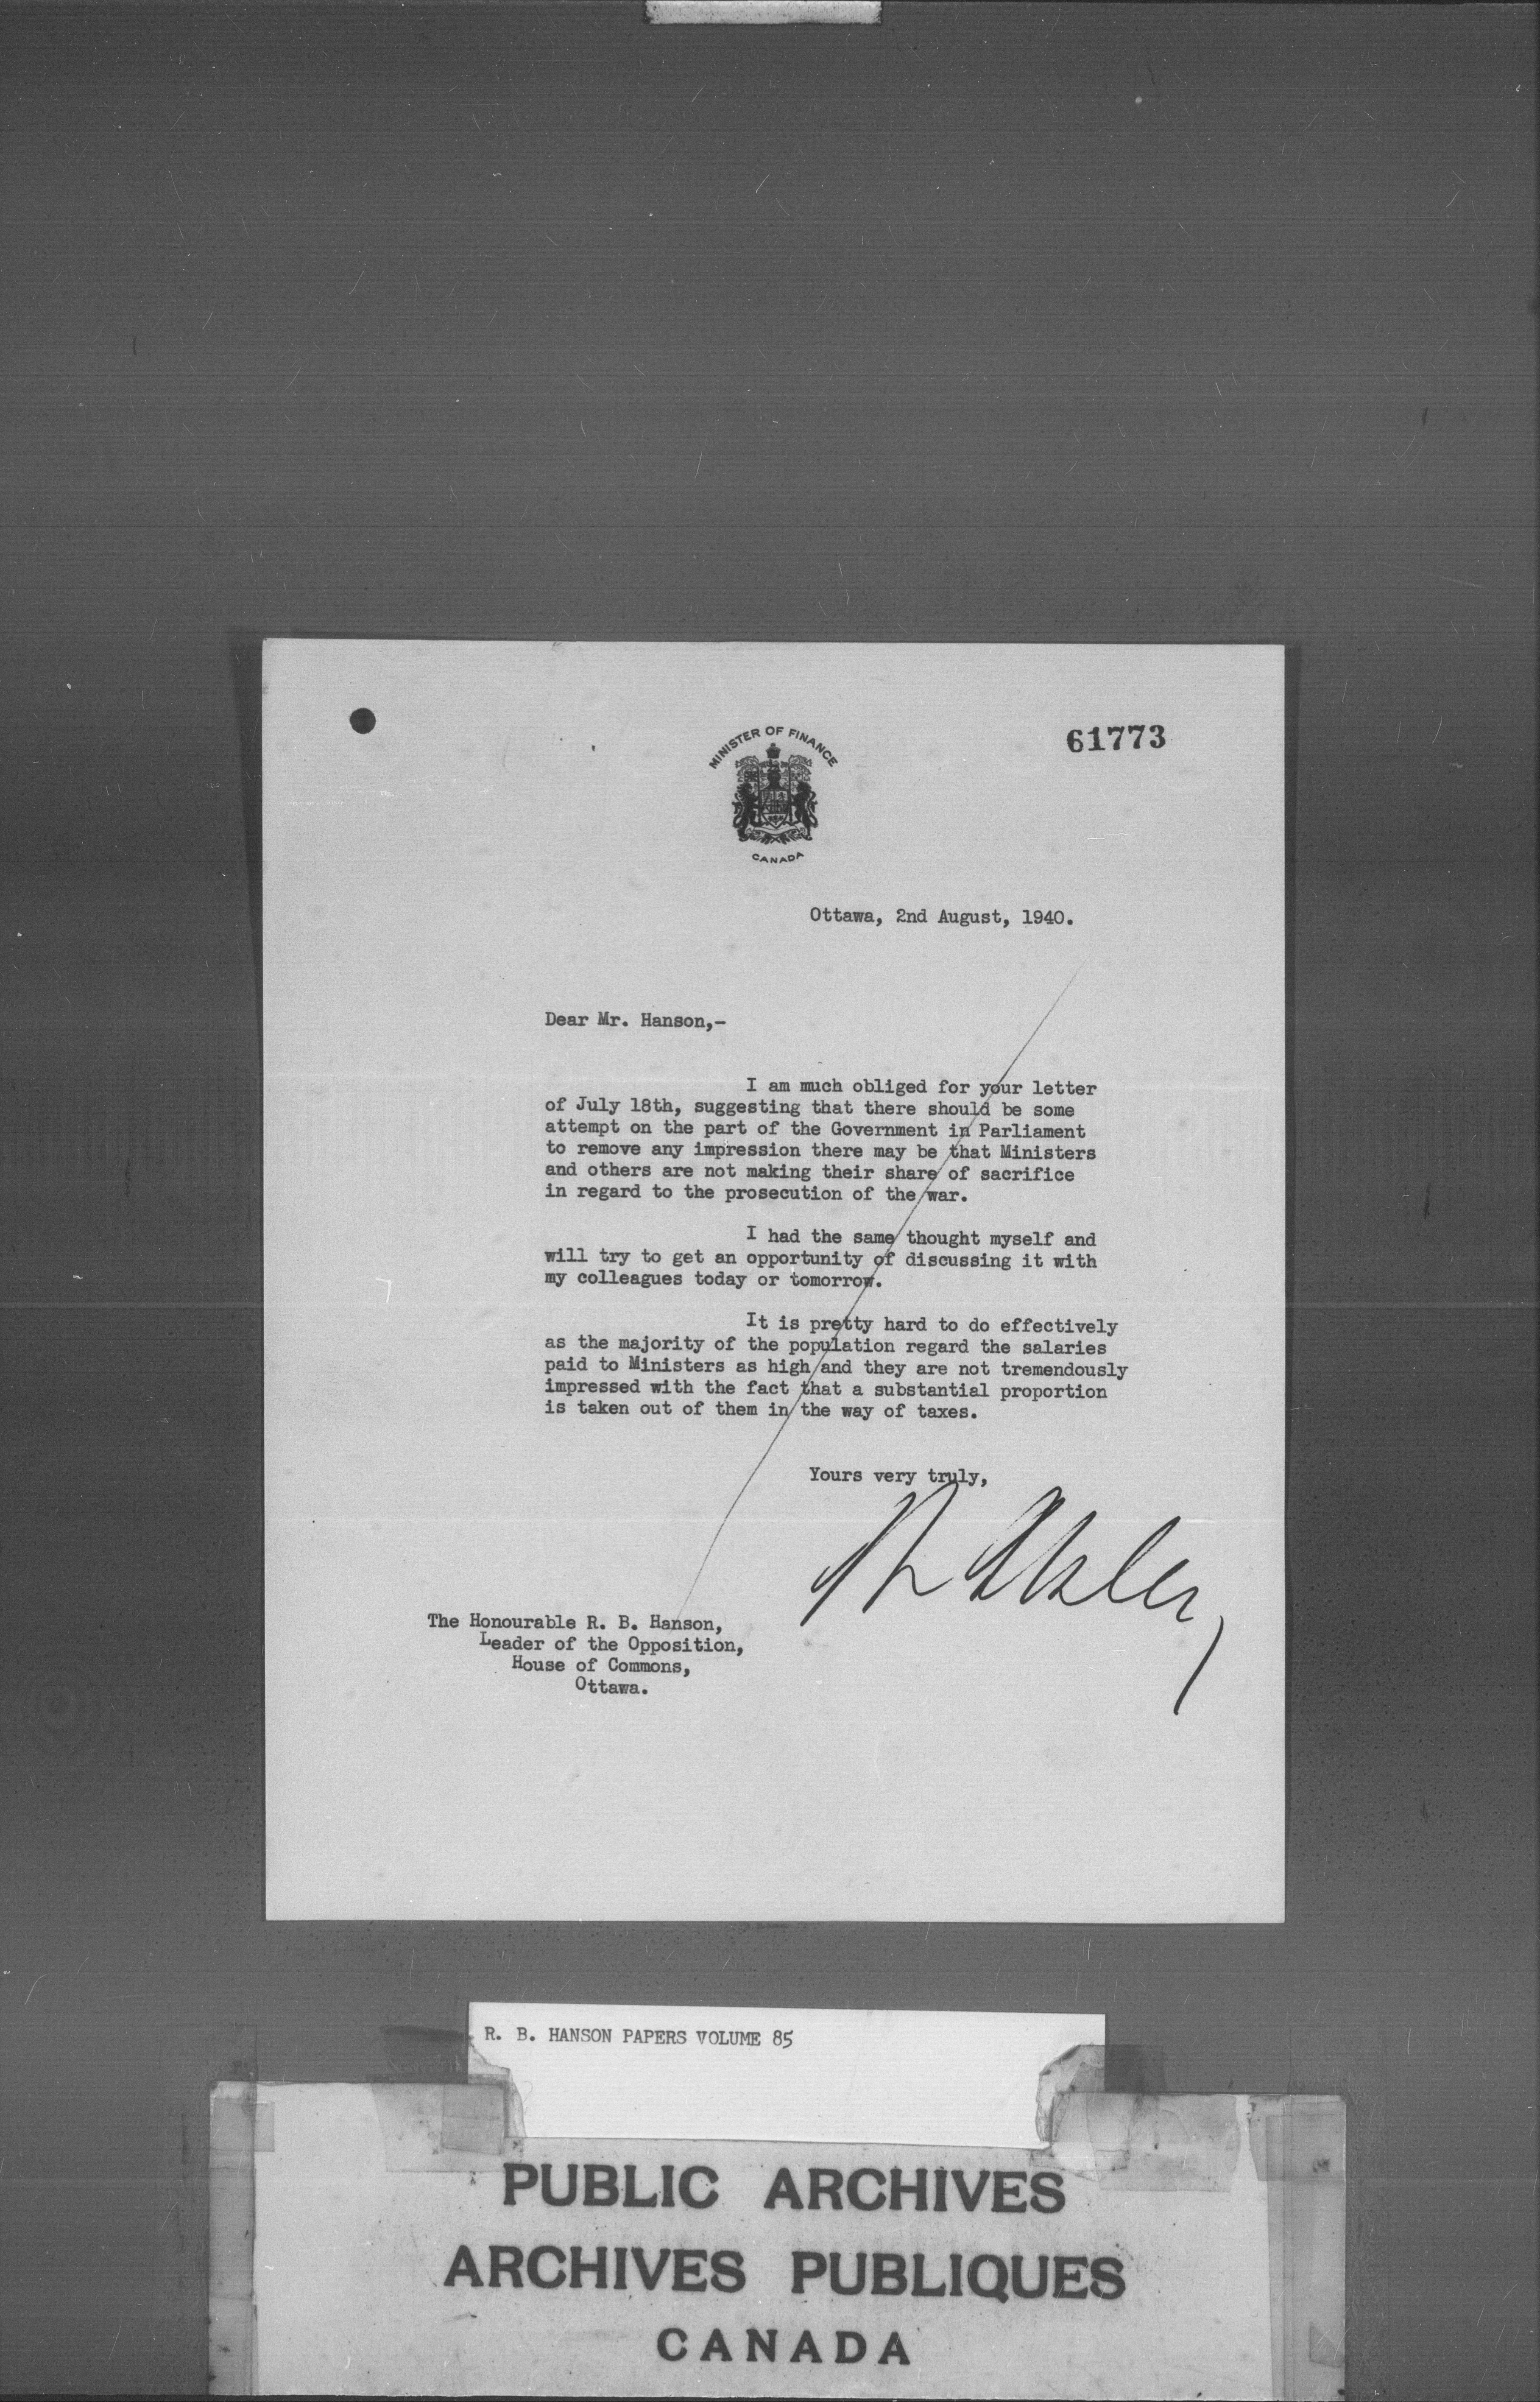 MINISTER OF FINANCE
CANADA
61773
Ottawa, 2nd August, 1940.
Dear Mr. Hanson,-
I am much obliged for your letter
of July 18th, suggesting that there should be some
attempt on the part of the Government in Parliament
to remove any impression there may be that Ministers
and others are not making their share of sacrifice
in regard to the prosecution of the war.
I had the same thought myself and
will try to get an opportunity of discussing it with
my colleagues today or tomorrow.
It is pretty hard to do effectively
as the majority of the population regard the salaries
paid to Ministers as high and they are not tremendously
impressed with the fact that a substantial proportion
is taken out of them in the way of taxes.
Yours very truly,
The Honourable R. B. Hanson,
Leader of the Opposition,
House of Commons,
Ottawa.
R. B. HANSON PAPERS VOLUME 85
PUBLIC ARCHIVES
ARCHIVES PUBLIQUES
CANADA